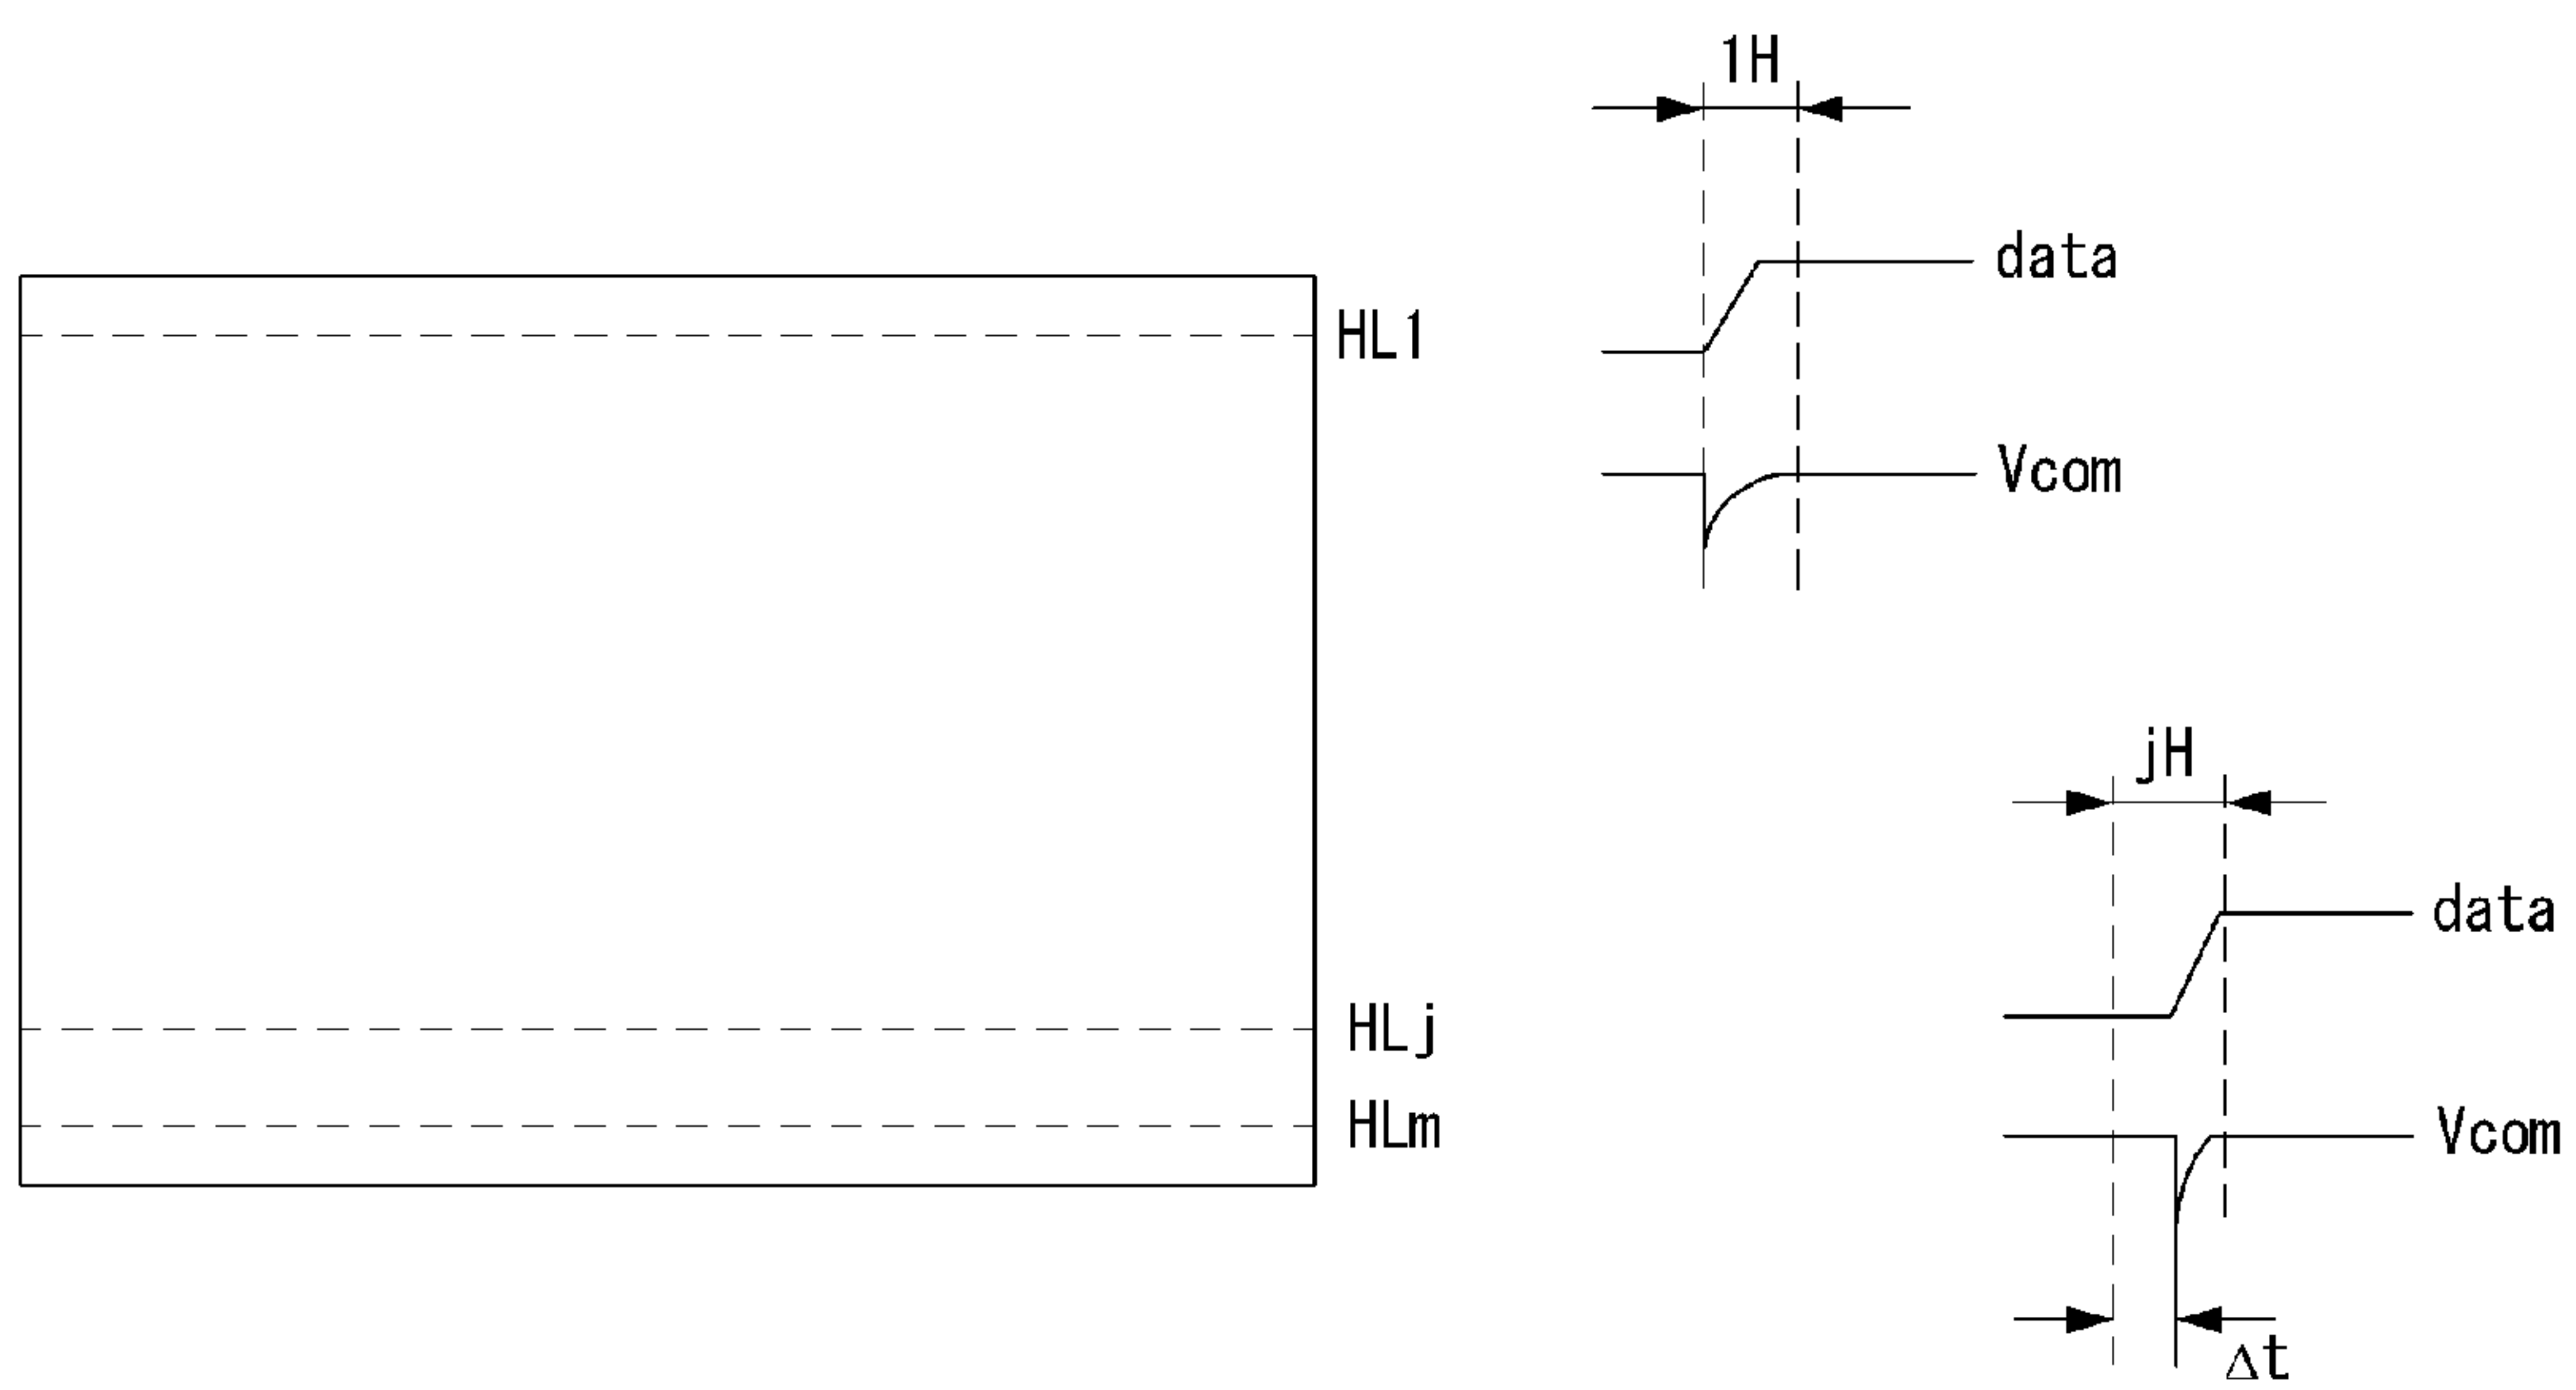 1H
data
HL1
Vcom
jH
data
HLj
HLm
Vcom
Δt